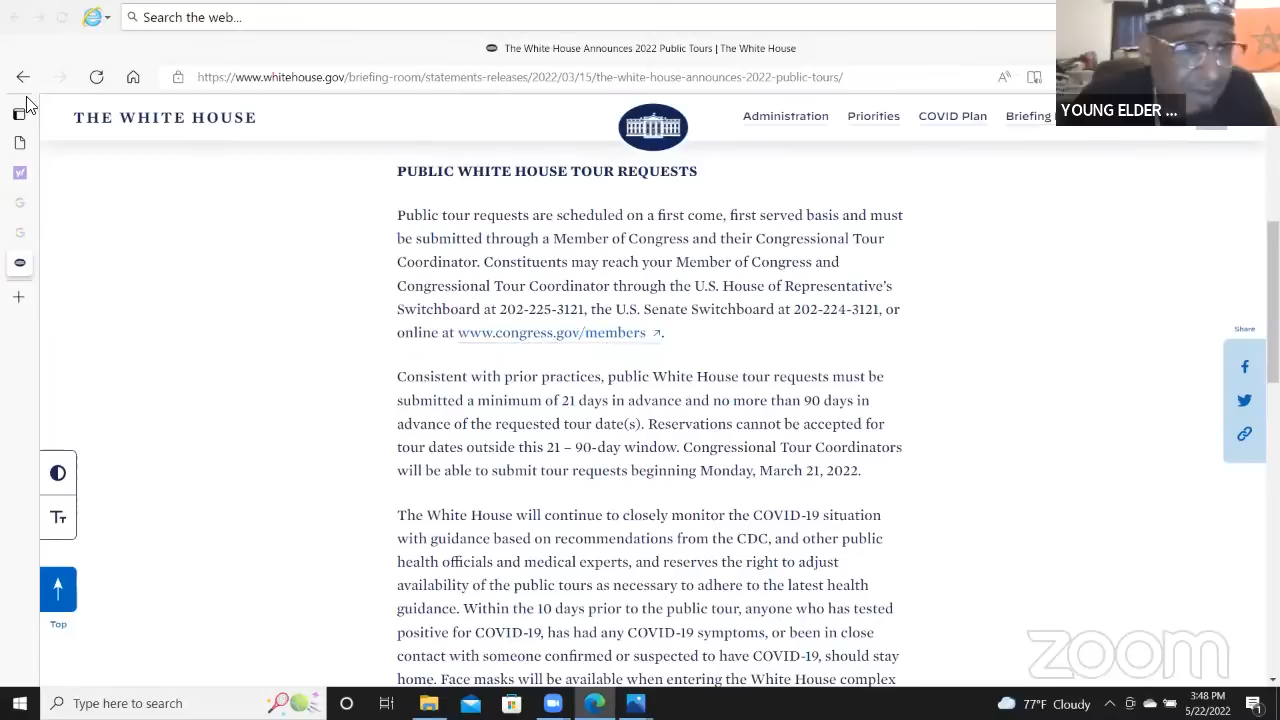 Search the web...
The White House Announces 2022 Public Tours | The White House
https://www.whitehouse.gov/briefing-room/statements-releases/2022/03/15/the-white-house-announces-2022-public-tours/
YOUNG ELDER ...
THE WHITE HOUSE
Administration Priorities COVID Plan Briefing
PUBLIC WHITE HOUSE TOUR REQUESTS
Public tour requests are scheduled on a first come, first served basis and must
be submitted through a Member of Congress and their Congressional Tour
Coordinator. Constituents may reach your Member of Congress and
Congressional Tour Coordinator through the U.S. House of Representative's
Switchboard at 202-225-3121, the U.S. Senate Switchboard at 202-224-3121, or
online at www.congress.gov/members ↗.
Share
Consistent with prior practices, public White House tour requests must be
submitted a minimum of 21 days in advance and no more than 90 days in
advance of the requested tour date(s). Reservations cannot be accepted for
tour dates outside this 21 – 90-day window. Congressional Tour Coordinators
will be able to submit tour requests beginning Monday, March 21, 2022.
The White House will continue to closely monitor the COVID-19 situation
with guidance based on recommendations from the CDC, and other public
health officials and medical experts, and reserves the right to adjust
availability of the public tours as necessary to adhere to the latest health
guidance. Within the 10 days prior to the public tour, anyone who has tested
positive for COVID-19, has had any COVID-19 symptoms, or been in close
contact with someone confirmed or suspected to have COVID-19, should stay
home. Face masks will be available when entering the White House complex
Top
zoom
Type here to search
77°F Cloudy
3:48 PM
5/22/2022